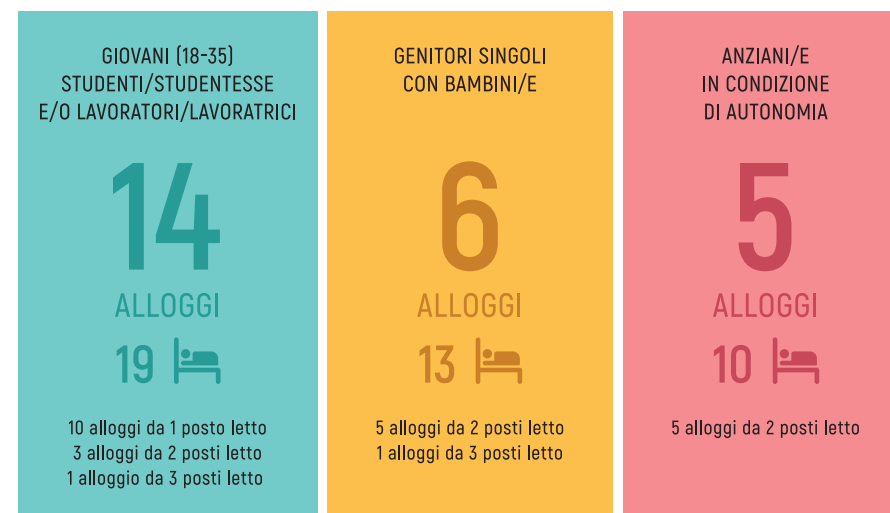 GIOVANI (18-35)
STUDENTI/STUDENTESSE
E/O LAVORATORI/LAVORATRICI
14
ALLOGGI
19
10 alloggi da 1 posto letto
3 alloggi da 2 posti letto
1 alloggio da 3 posti letto
GENITORI SINGOLI
CON BAMBINI/E
6
ALLOGGI
13
5 alloggi da 2 posti letto
1 alloggi da 3 posti letto
ANZIANI/E
IN CONDIZIONE
DI AUTONOMIA
5
ALLOGGI
10
5 alloggi da 2 posti letto